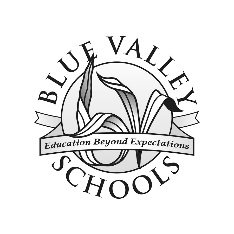 BLUE VALLEY
Education Beyond Expectations
SCHOOLS